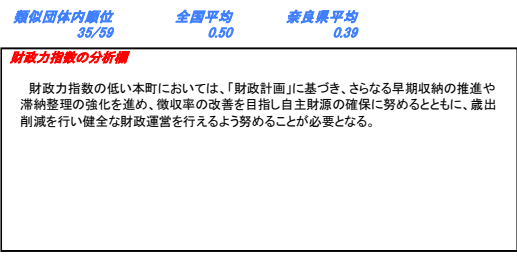 類似団体内順位 全国平均 奈良県平均
35/59 0.50 0.39
財政力指数の分析欄
財政力指数の低い本町においては、「財政計画」に基づき、さらなる早期収納の推進や
滞納整理の強化を進め、徴収率の改善を目指し自主財源の確保に努めるとともに、歳出
削減を行い健全な財政運営を行えるよう努めることが必要となる。